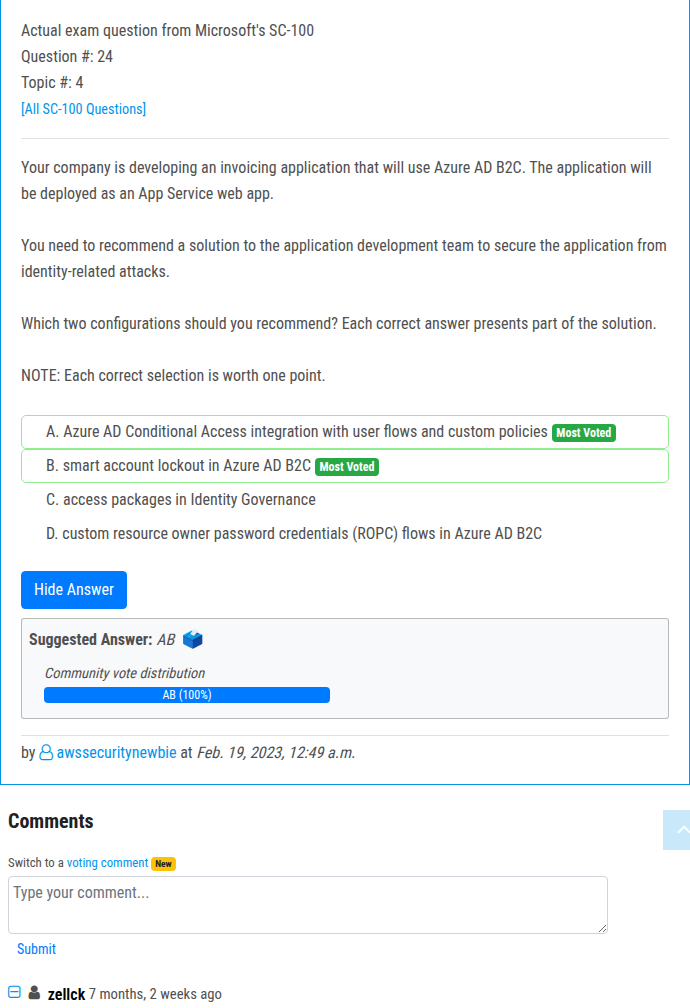 Actual exam question from Microsoft's SC-100
Question #: 24
Topic #: 4
[All SC-100 Questions]
Your company is developing an invoicing application that will use Azure AD B2C. The application will
be deployed as an App Service web app.
You need to recommend a solution to the application development team to secure the application from
identity-related attacks.
Which two configurations should you recommend? Each correct answer presents part of the solution.
NOTE: Each correct selection is worth one point.
A. Azure AD Conditional Access integration with user flows and custom policies Most Voted
B. smart account lockout in Azure AD B2C Most Voted
C. access packages in Identity Governance
D. custom resource owner password credentials (ROPC) flows in Azure AD B2C
Hide Answer
Suggested Answer: AB
Community vote distribution
AB (100%)
by awssecuritynewbie at Feb. 19, 2023, 12:49 a.m.
Comments
Switch to a voting comment New
Type your comment...
Submit
zellck 7 months, 2 weeks ago